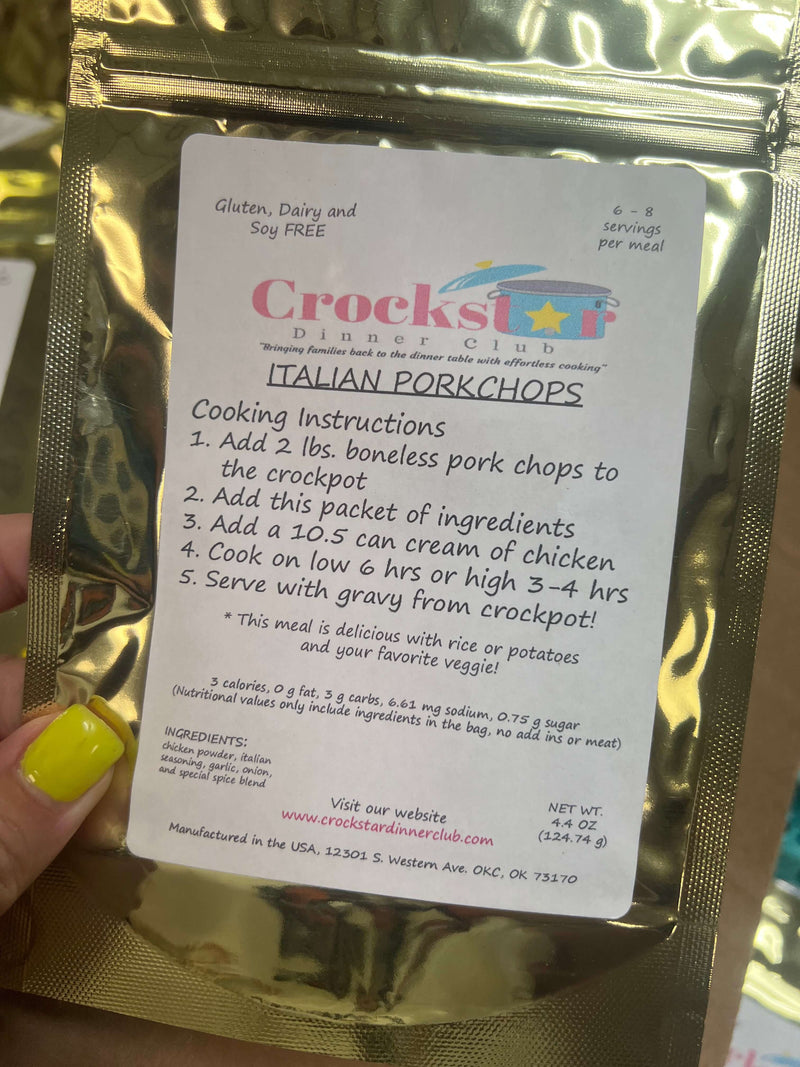 Gluten, Dairy and
Soy FREE
6 - 8
servings
per meal
Crockstar
Dinner Club
"Bringing families back to the dinner table with effortless cooking"
ITALIAN PORKCHOPS
Cooking Instructions
1. Add 2 lbs. boneless pork chops to
the crockpot
2. Add this packet of ingredients
3. Add a 10.5 can cream of chicken
4. Cook on low 6 hrs or high 3-4 hrs
5. Serve with gravy from crockpot!
* This meal is delicious with rice or potatoes
and your favorite veggie!
3 calories, 0 g fat, 3 g carbs, 6.61 mg sodium, 0.75 g sugar
(Nutritional values only include ingredients in the bag, no add ins or meat)
INGREDIENTS:
chicken powder, italian
seasoning, garlic, onion,
and special spice blend
Visit our website
www.crockstardinnerclub.com
NET WT.
4.4 OZ
(124.74 g)
Manufactured in the USA, 12301 S. Western Ave. OKC, OK 73170